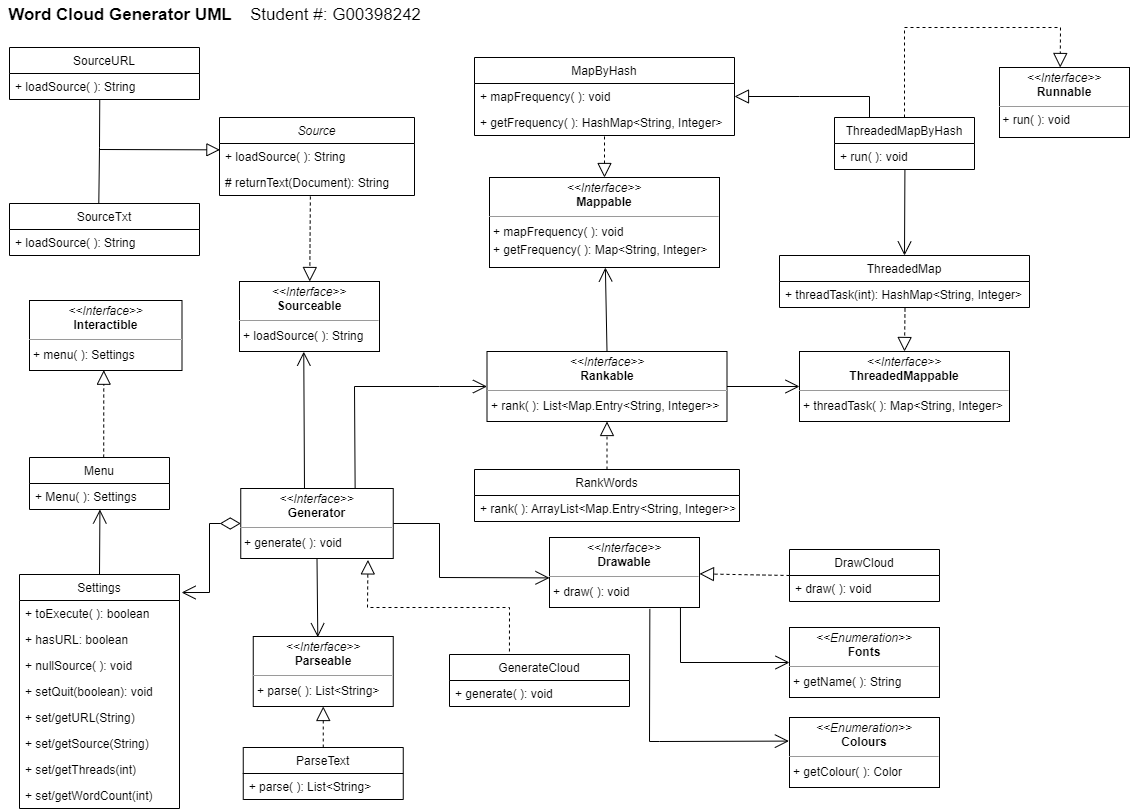 Word Cloud Generator UML Student #: G00398242
SourceURL
+ loadSource( ): String
Source
+ loadSource( ): String
# returnText(Document): String
SourceTxt
+ loadSource( ): String
<<Interface>>
Sourceable
+ loadSource( ): String
<<Interface>>
Interactible
+ menu( ): Settings
Menu
+ Menu( ): Settings
Settings
+ toExecute( ): boolean
+ hasURL: boolean
+ nullSource( ): void
+ setQuit(boolean): void
+ set/getURL(String)
+ set/getSource(String)
+ set/getThreads(int)
+ set/getWordCount(int)
<<Interface>>
Generator
+ generate( ): void
<<Interface>>
Parseable
+ parse( ): List<String>
ParseText
+ parse( ): List<String>
MapByHash
+ mapFrequency( ): void
+ getFrequency( ): HashMap<String, Integer>
<<Interface>>
Mappable
+ mapFrequency( ): void
+ getFrequency( ): Map<String, Integer>
<<Interface>>
Runnable
+ run( ): void
ThreadedMapByHash
+ run( ): void
ThreadedMap
+ threadTask(int): HashMap<String, Integer>
<<Interface>>
Rankable
+ rank( ): List<Map.Entry<String, Integer>>
<<Interface>>
ThreadedMappable
+ threadTask( ): Map<String, Integer>
RankWords
+ rank( ): ArrayList<Map.Entry<String, Integer>>
<<Interface>>
Drawable
+ draw( ): void
DrawCloud
+ draw( ): void
GenerateCloud
+ generate( ): void
<<Enumeration>>
Fonts
+ getName( ): String
<<Enumeration>>
Colours
+ getColour( ): Color